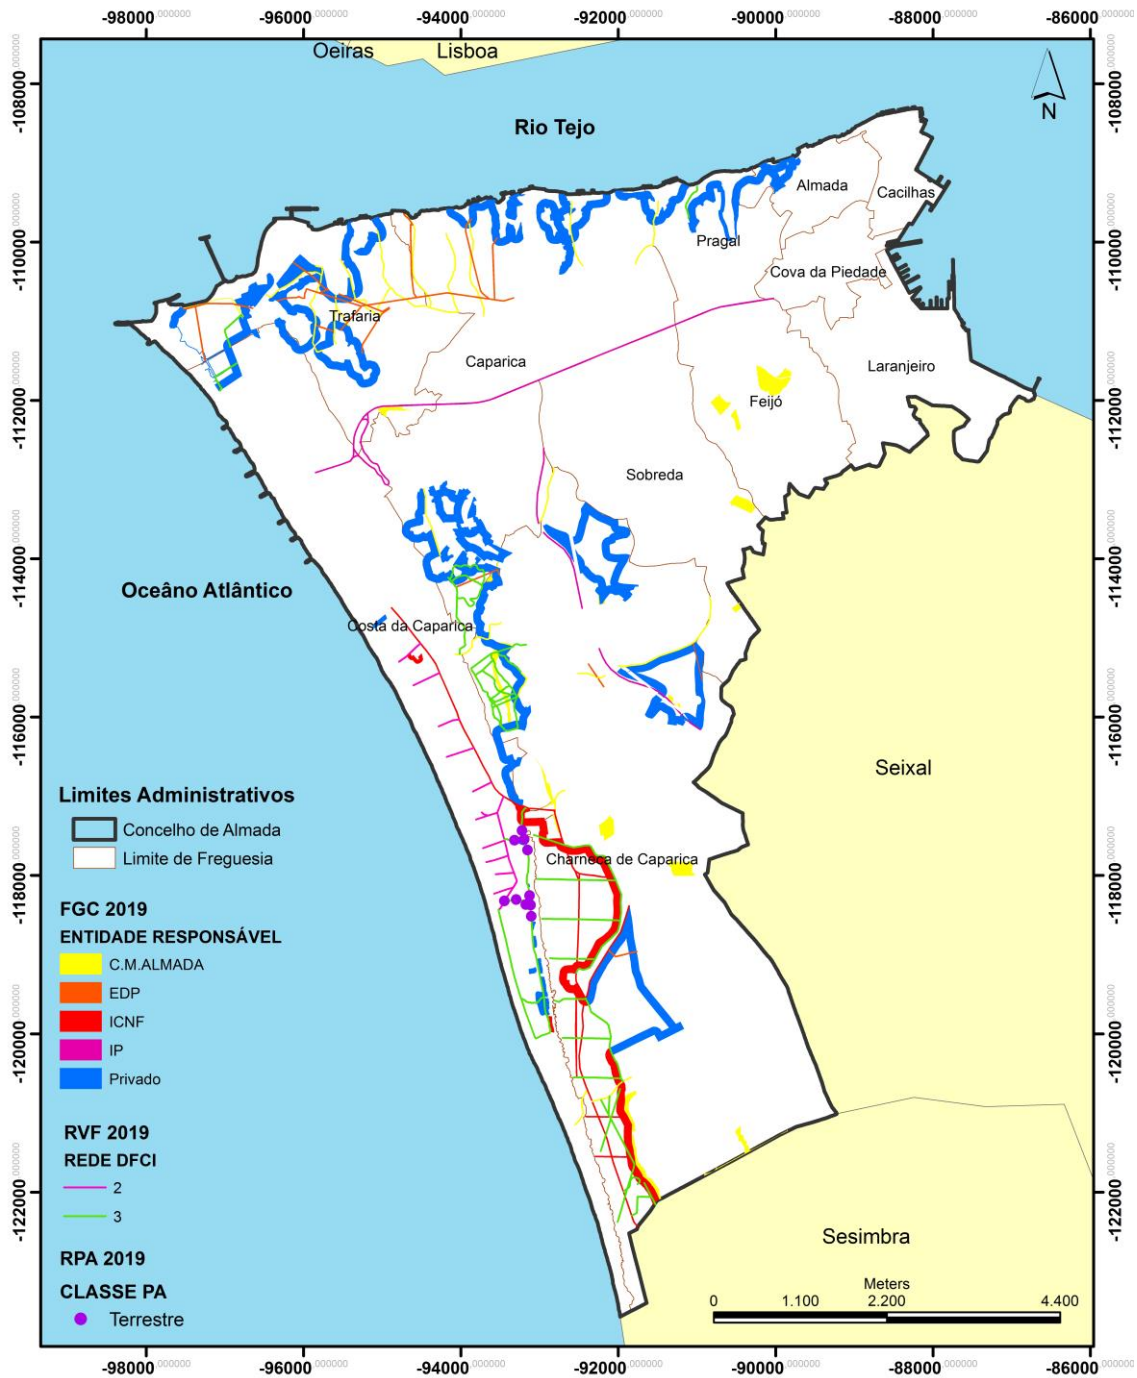 -98000,000000 -96000,000000 -94000,000000 -92000,000000 -90000,000000 -88000,000000 -86000,000000
Oeiras Lisboa
-108000,000000 -108000,000000
N
Rio Tejo
Almada
Cacilhas
-110000,000000 Pragal -110000,000000
Cova da Piedade
Trafaria
Caparica
Laranjeiro
-112000,000000 Feijó -112000,000000
Sobreda
-114000,000000 -114000,000000
Oceâno Atlântico
Costa da Caparica
-116000,000000 -116000,000000
Seixal
Limites Administrativos
Concelho de Almada
Limite de Freguesia
Charneca de Caparica
-118000,000000 -118000,000000
FGC 2019
ENTIDADE RESPONSÁVEL
C.M.ALMADA
EDP
ICNF
-120000,000000 -120000,000000
IP
Privado
RVF 2019
REDE DFCI
2
-122000,000000 -122000,000000
3
Sesimbra
RPA 2019
CLASSE PA
Terrestre
Meters
0 1.100 2.200 4.400
-98000,000000 -96000,000000 -94000,000000 -92000,000000 -90000,000000 -88000,000000 -86000,000000